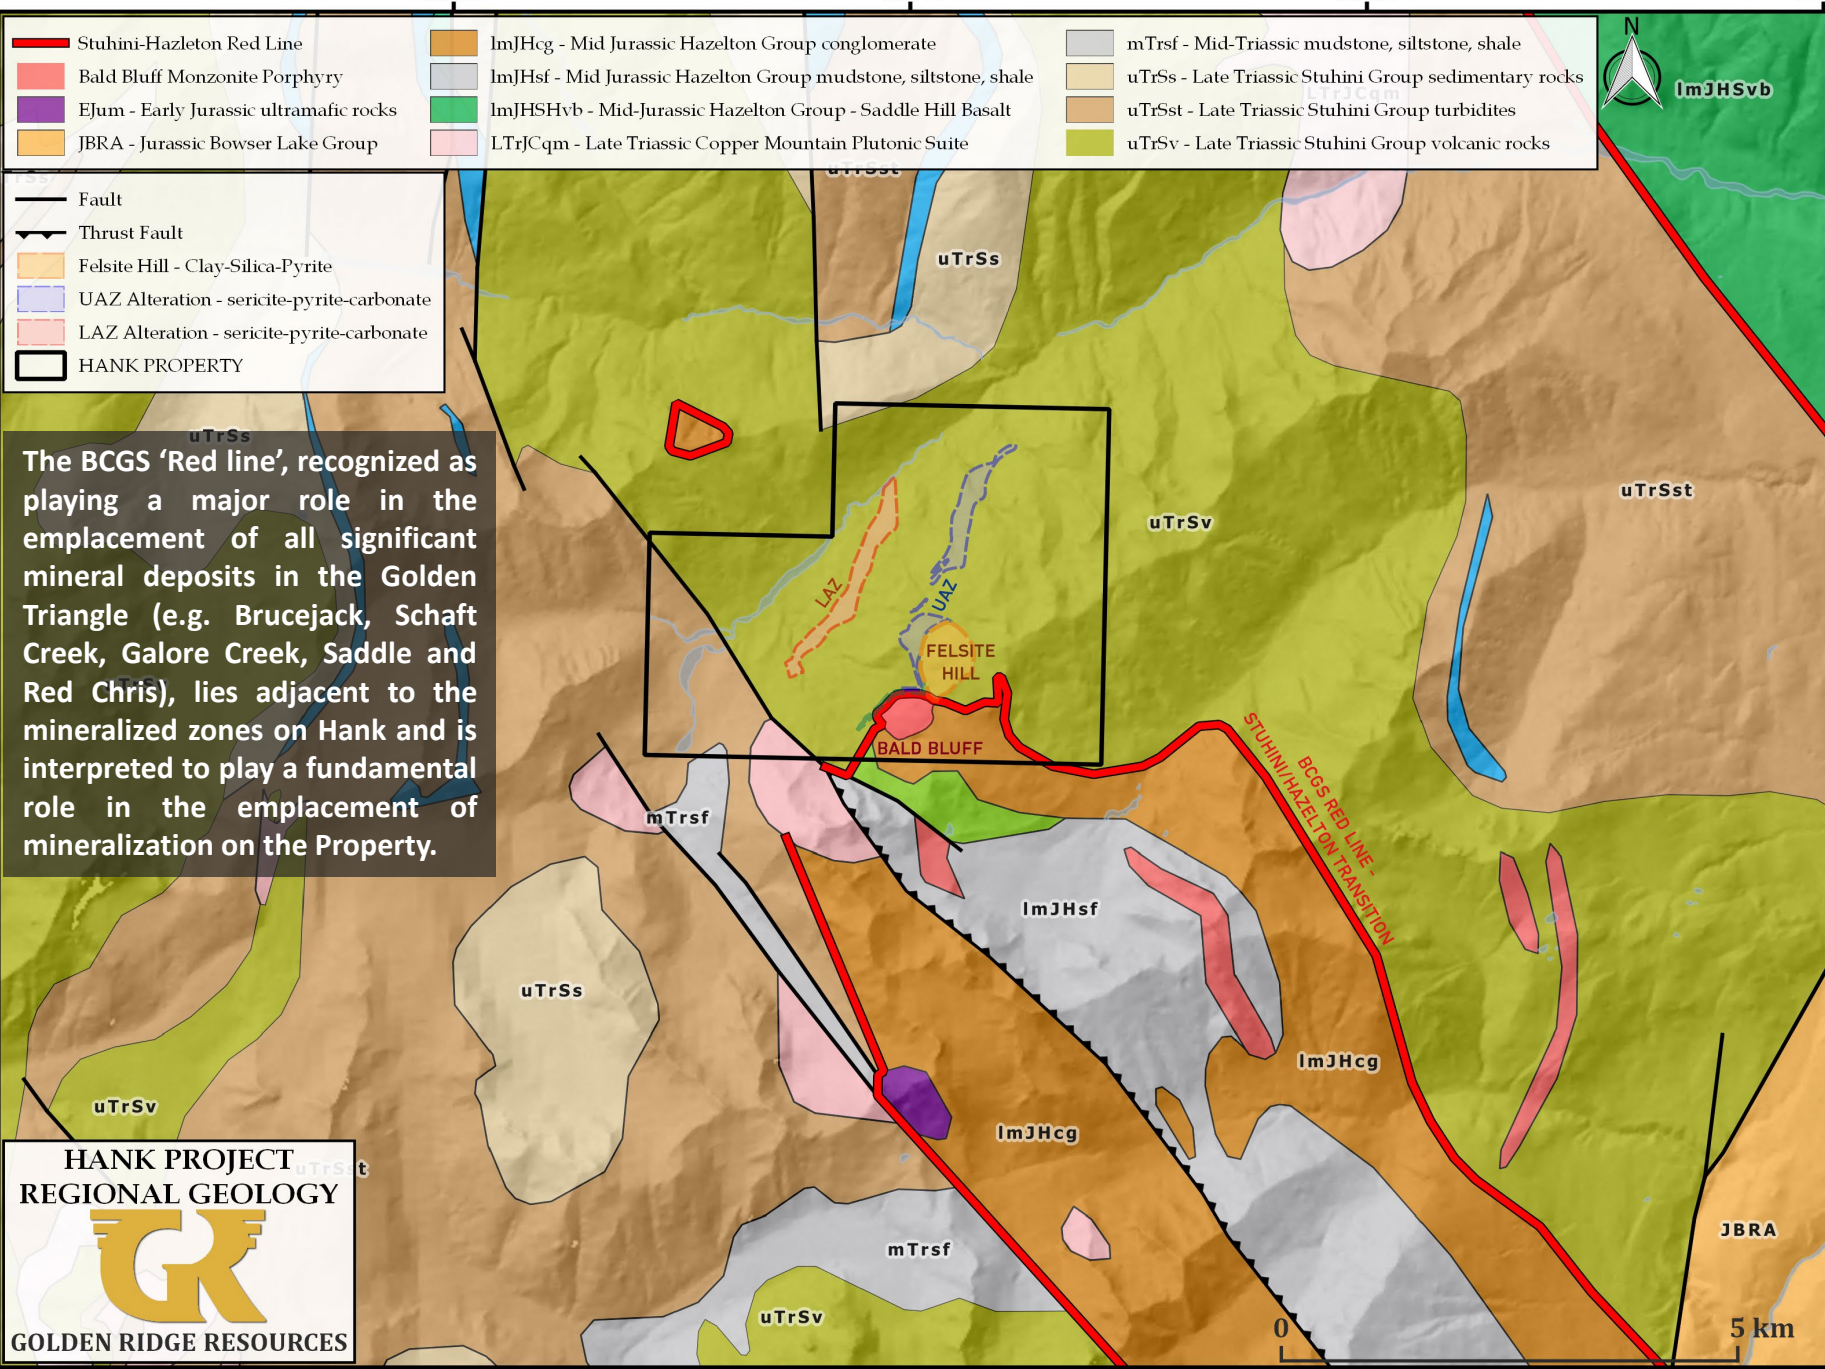 Stuhini-Hazleton Red Line
Bald Bluff Monzonite Porphyry
EJum - Early Jurassic ultramafic rocks
JBRA - Jurassic Bowser Lake Group
lmJHcg - Mid Jurassic Hazelton Group conglomerate
lmJHsf - Mid Jurassic Hazelton Group mudstone, siltstone, shale
lmJHSHvb - Mid-Jurassic Hazelton Group - Saddle Hill Basalt
LTrJCqm - Late Triassic Copper Mountain Plutonic Suite
mTrsf - Mid-Triassic mudstone, siltstone, shale
uTrSs - Late Triassic Stuhini Group sedimentary rocks
uTrSst - Late Triassic Stuhini Group turbidites
uTrSv - Late Triassic Stuhini Group volcanic rocks
LTrJCqm
N
lmJHSvb
uTrSst
uTrSs
Fault
Thrust Fault
Felsite Hill - Clay-Silica-Pyrite
UAZ Alteration - sericite-pyrite-carbonate
LAZ Alteration - sericite-pyrite-carbonate
HANK PROPERTY
uTrSs
uTrSs
The BCGS ‘Red line’, recognized as
playing a major role in the
emplacement of all significant
mineral deposits in the Golden
Triangle (e.g. Brucejack, Schaft
Creek, Galore Creek, Saddle and
Red Chris), lies adjacent to the
mineralized zones on Hank and is
interpreted to play a fundamental
role in the emplacement of
mineralization on the Property.
uTrSst
uTrSv
LAZ
UAZ
FELSITE
HILL
BALD BLUFF
BCGS RED LINE -
STUHINI/HAZELTON TRANSITION
mTrsf
lmJHsf
uTrSs
lmJHcg
uTrSv
lmJHcg
uTrSst
JBRA
mTrsf
uTrSv
HANK PROJECT
REGIONAL GEOLOGY
GR
GOLDEN RIDGE RESOURCES
0 5 km